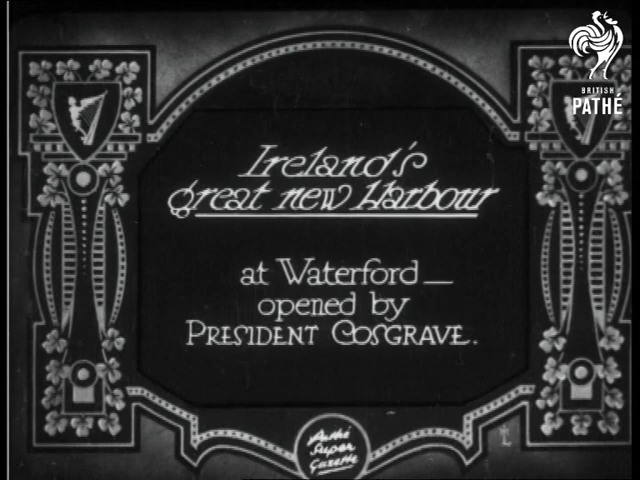 BRITISH
PATHÉ
Ireland's
great new Harbour
at Waterford —
opened by
PRESIDENT COSGRAVE.
Pathé
Super
Gazette